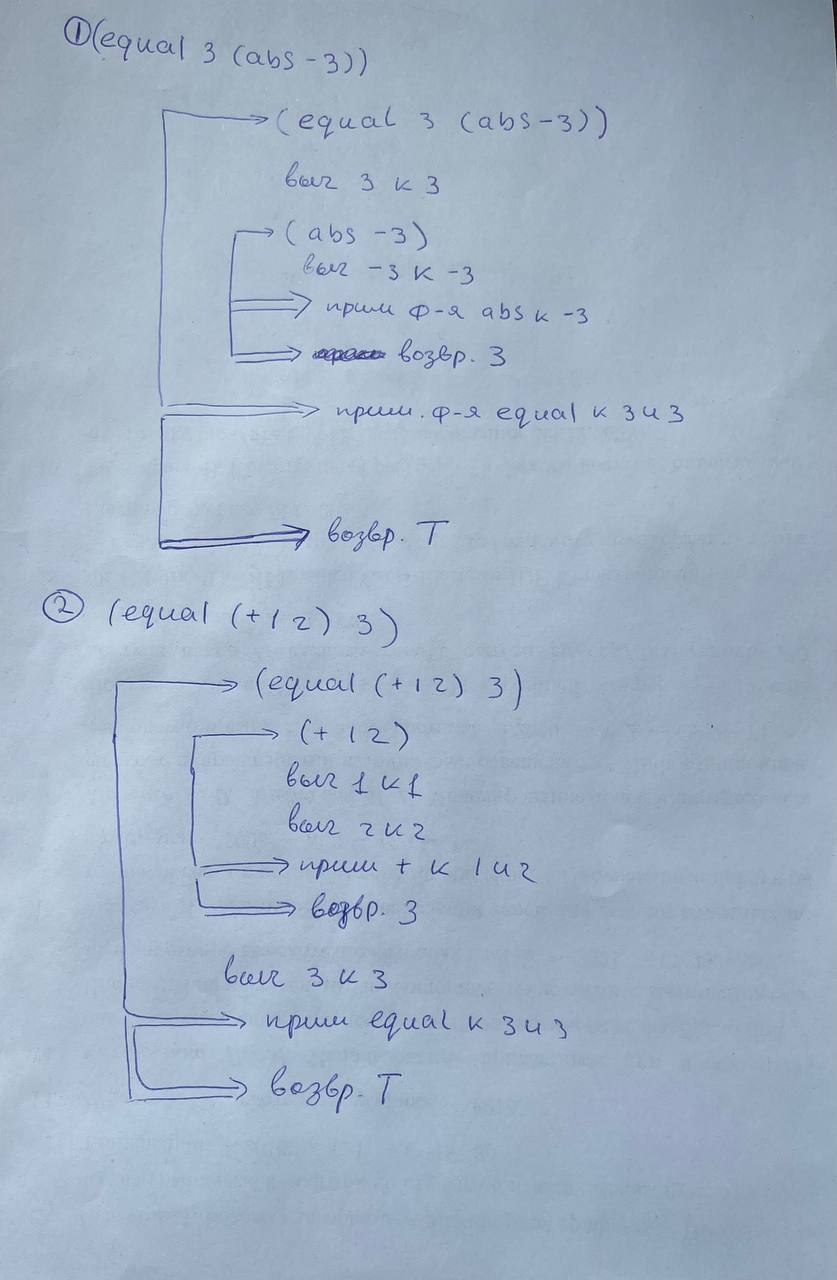 ① (equal 3 (abs -3))
(equal 3 (abs -3))
выч 3 к 3
(abs -3)
выч -3 к -3
прим ф-я abs к -3
возвр. 3
прим. ф-я equal к 3 и 3
возвр. T
② (equal (+ 1 2) 3)
(equal (+ 1 2) 3)
(+ 1 2)
выч 1 к 1
выч 2 к 2
прим + к 1 и 2
возвр. 3
выч 3 к 3
прим equal к 3 и 3
возвр. T